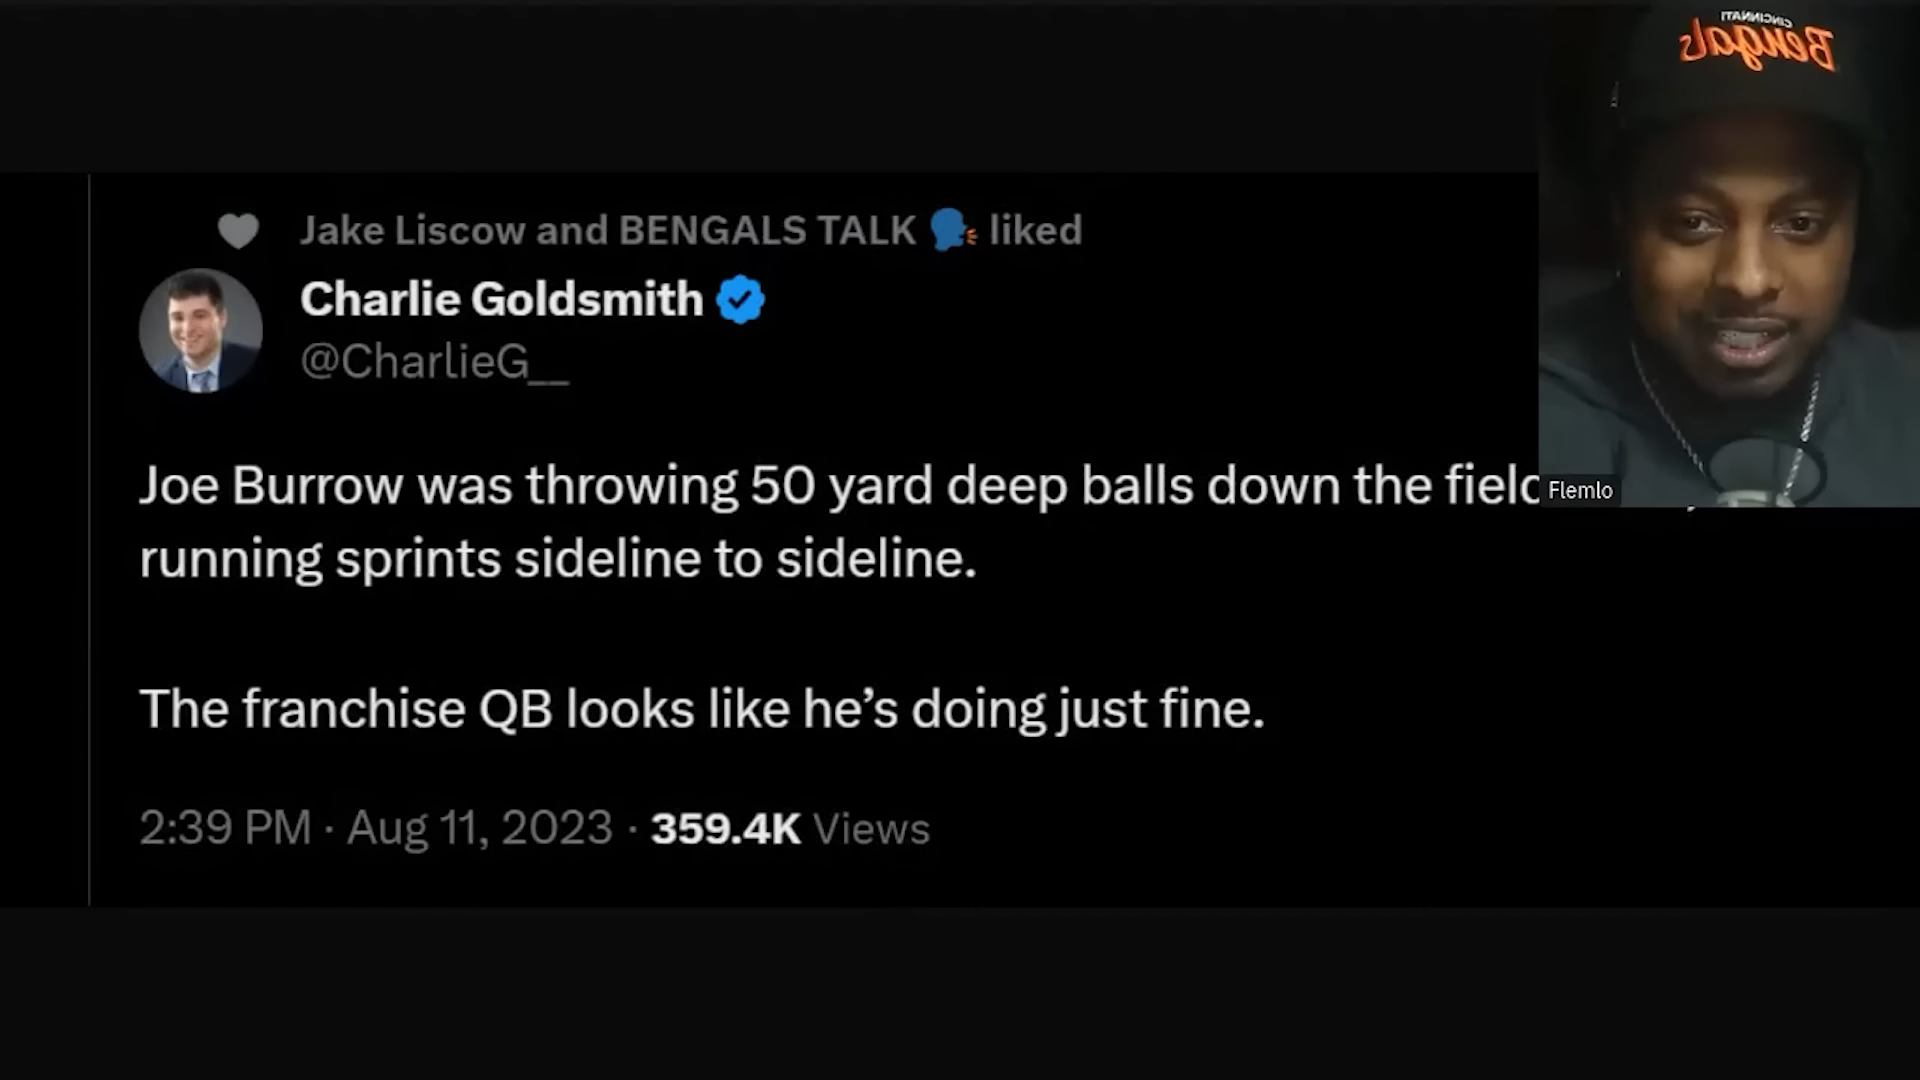 CINCINNATI
Bengals
Jake Liscow and BENGALS TALK 🗣 liked
Charlie Goldsmith
@CharlieG__
Joe Burrow was throwing 50 yard deep balls down the field
Flemlo
running sprints sideline to sideline.
The franchise QB looks like he’s doing just fine.
2:39 PM · Aug 11, 2023 · 359.4K Views